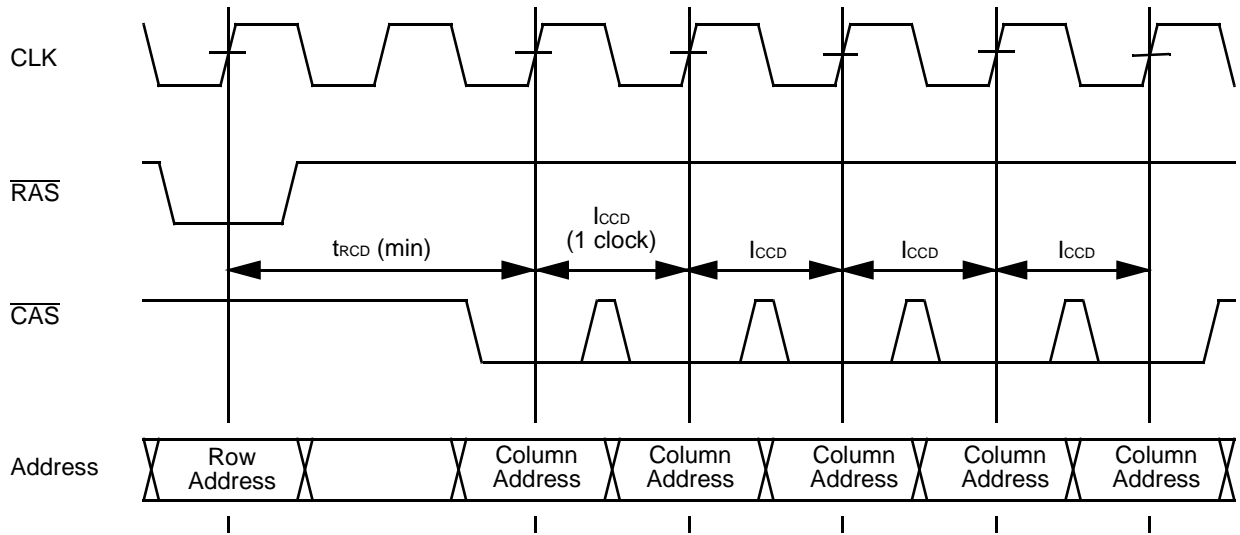 CLK
RAS
tRCD (min)
ICCD
(1 clock)
ICCD
ICCD
ICCD
CAS
Address
Row
Address
Column
Address
Column
Address
Column
Address
Column
Address
Column
Address